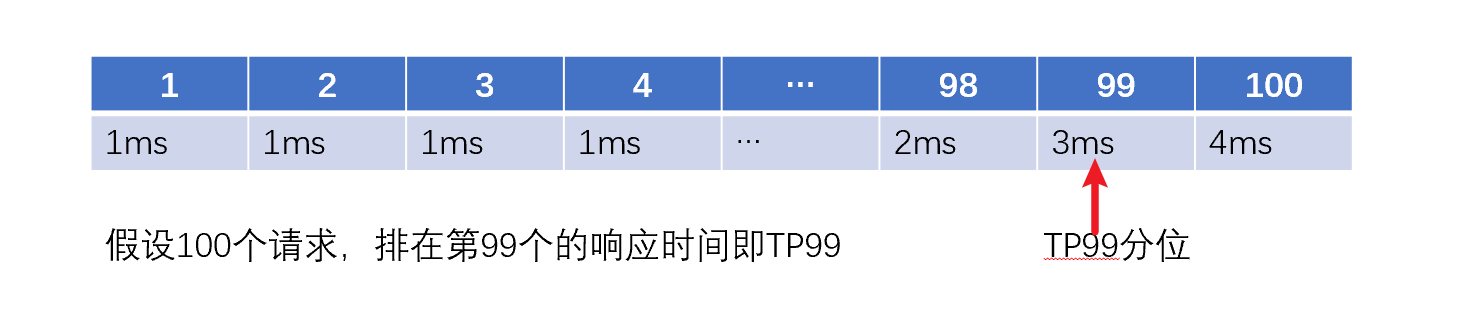 1 2 3 4 ··· 98 99 100
1ms 1ms 1ms 1ms ··· 2ms 3ms 4ms
假设100个请求，排在第99个的响应时间即TP99 TP99分位